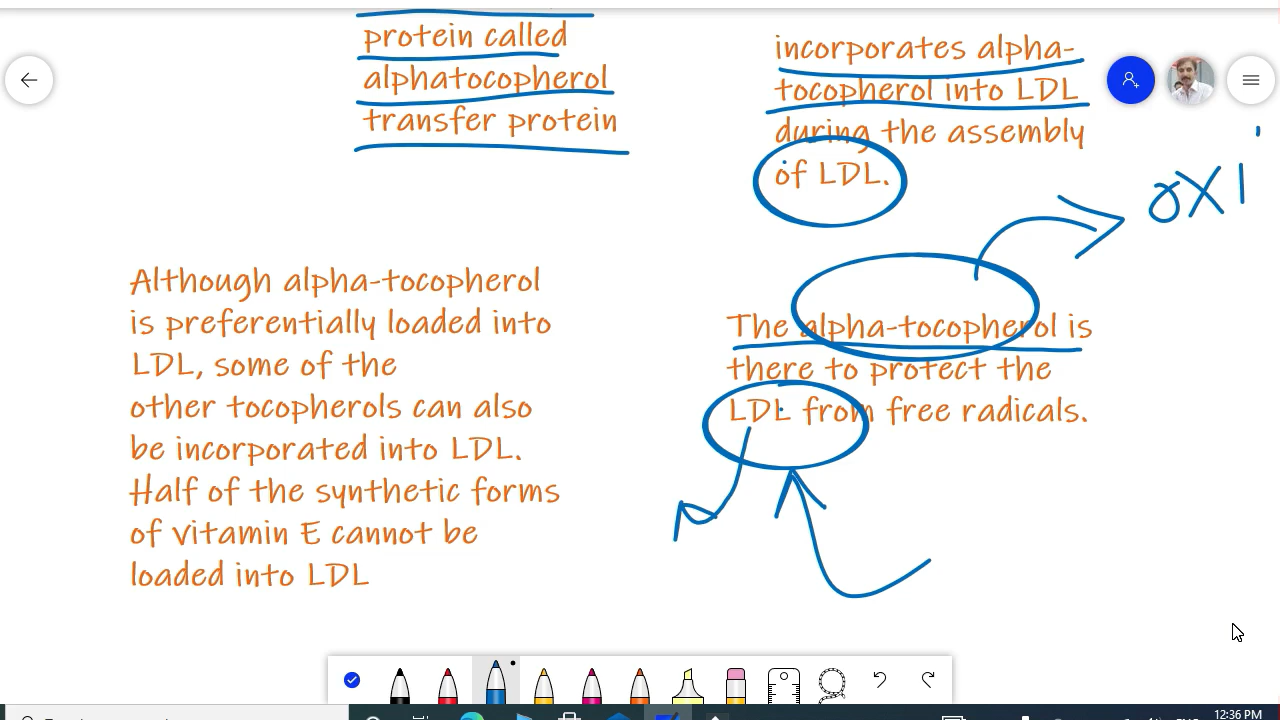 protein called
alphatocopherol
transfer protein
incorporates alpha-
tocopherol into LDL
during the assembly
of LDL.
OXI
Although alpha-tocopherol
is preferentially loaded into
LDL, some of the
other tocopherols can also
be incorporated into LDL.
Half of the synthetic forms
of vitamin E cannot be
loaded into LDL
The alpha-tocopherol is
there to protect the
LDL from free radicals.
12:36 PM